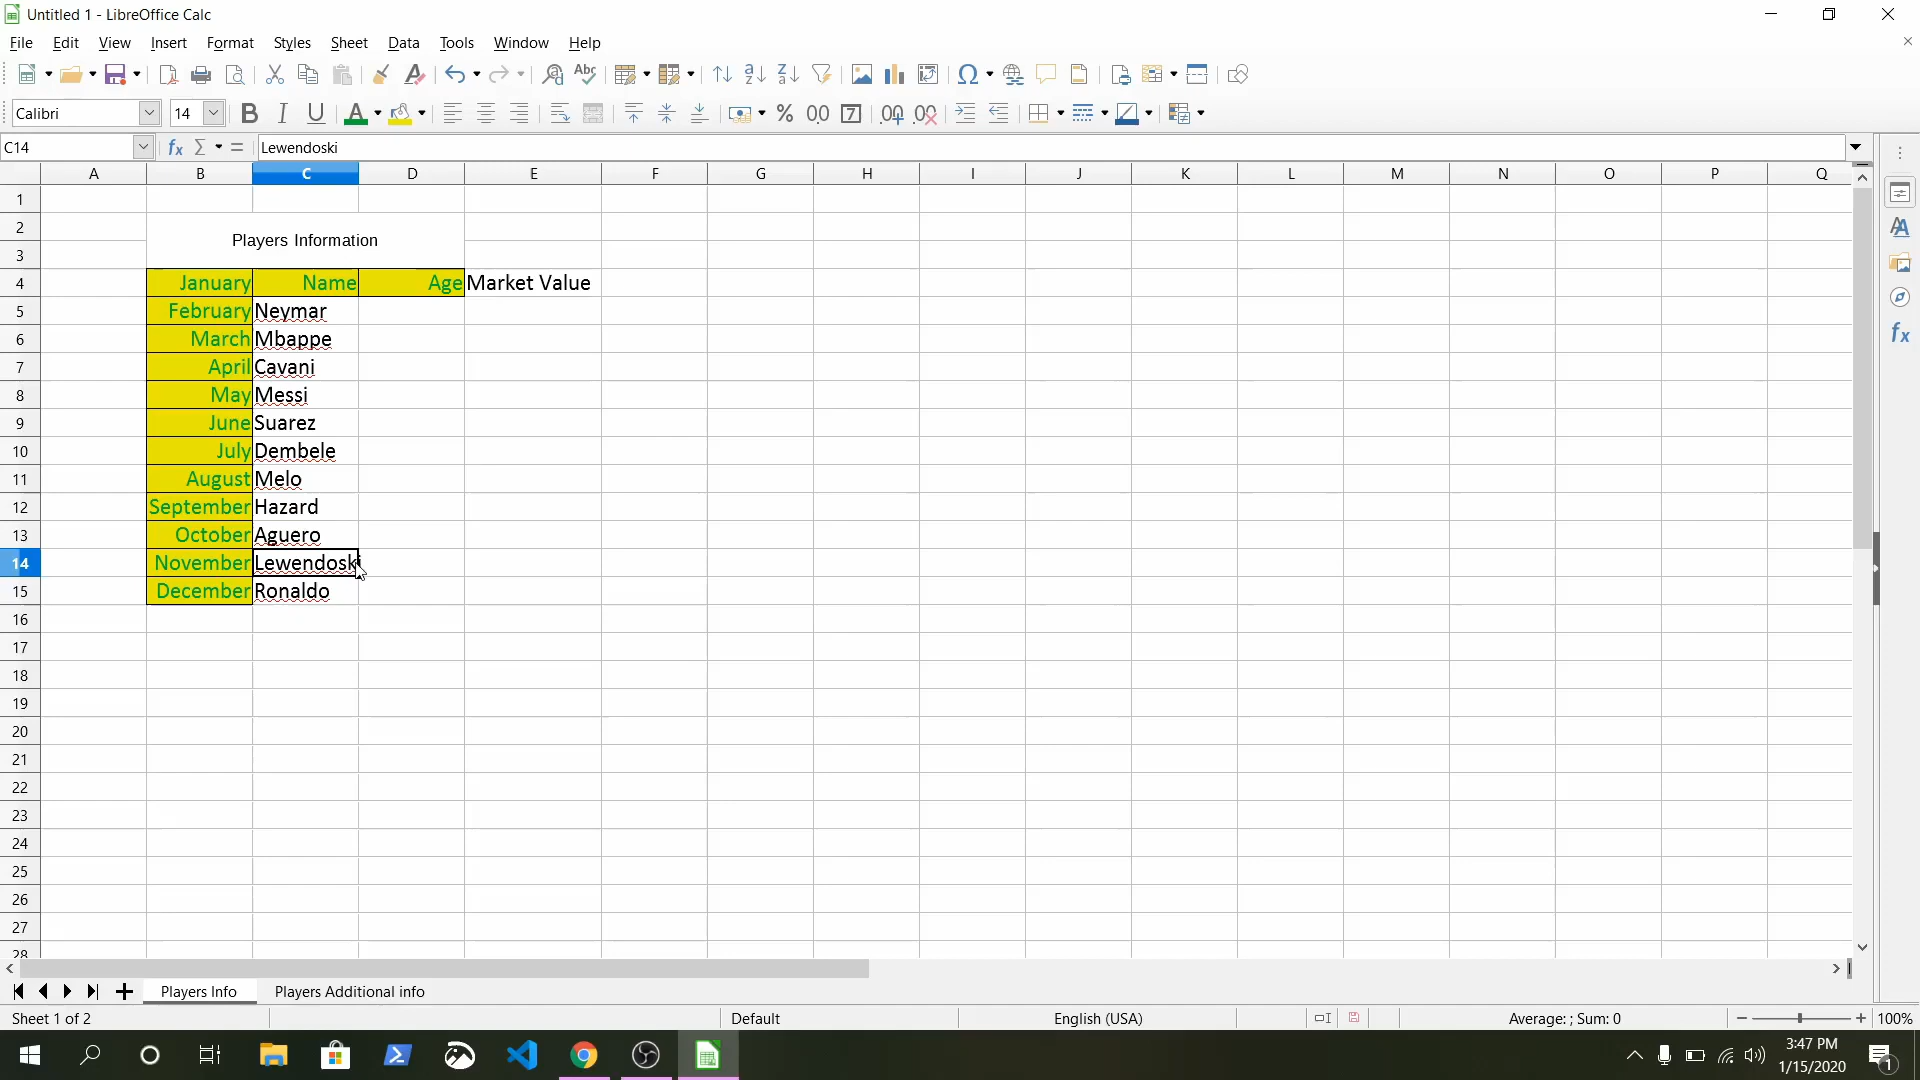 Untitled 1 - LibreOffice Calc
File Edit View Insert Format Styles Sheet Data Tools Window Help
Calibri 14
C14 Lewendoski
A B C D E F G H I J K L M N O P Q
1
2
Players Information
3
4 January Name Age Market Value
5 February Neymar
6 March Mbappe
7 April Cavani
8 May Messi
9 June Suarez
10 July Dembele
11 August Melo
12 September Hazard
13 October Aguero
14 November Lewendoski
15 December Ronaldo
16
17
18
19
20
21
22
23
24
25
26
27
28
Players Info Players Additional info
Sheet 1 of 2 Default English (USA) Average: ; Sum: 0 100%
3:47 PM
1/15/2020
1